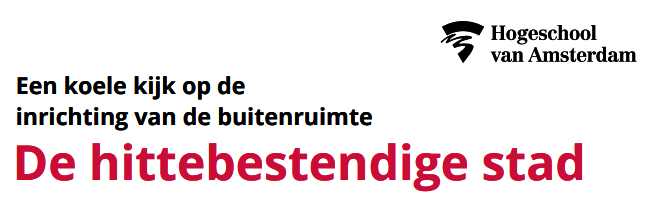 Hogeschool
van Amsterdam
Een koele kijk op de
inrichting van de buitenruimte
De hittebestendige stad